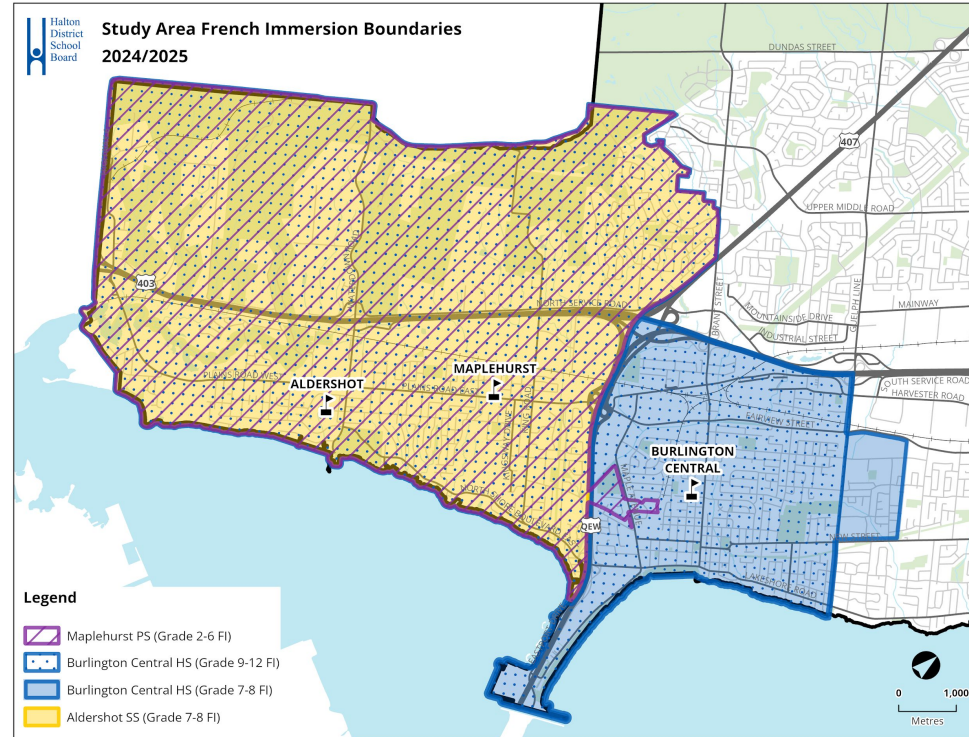 Halton
District
School
Board
Study Area French Immersion Boundaries
2024/2025
DUNDAS STREET
407
UPPER MIDDLE ROAD
BRANT STREET
GUELPH LINE
MAINWAY
MOUNTAINSIDE DRIVE
INDUSTRIAL STREET
403
NORTH SERVICE ROAD
SOUTH SERVICE ROAD
HARVESTER ROAD
PLAINS ROAD WEST
ALDERSHOT
PLAINS ROAD EAST
MAPLEHURST
FAIRVIEW STREET
BURLINGTON
CENTRAL
NORTH SHORE BOULEVARD EAST
QEW
LAKESHORE ROAD
Legend
Maplehurst PS (Grade 2-6 FI)
Burlington Central HS (Grade 9-12 FI)
Burlington Central HS (Grade 7-8 FI)
Aldershot SS (Grade 7-8 FI)
0 1,000
Metres